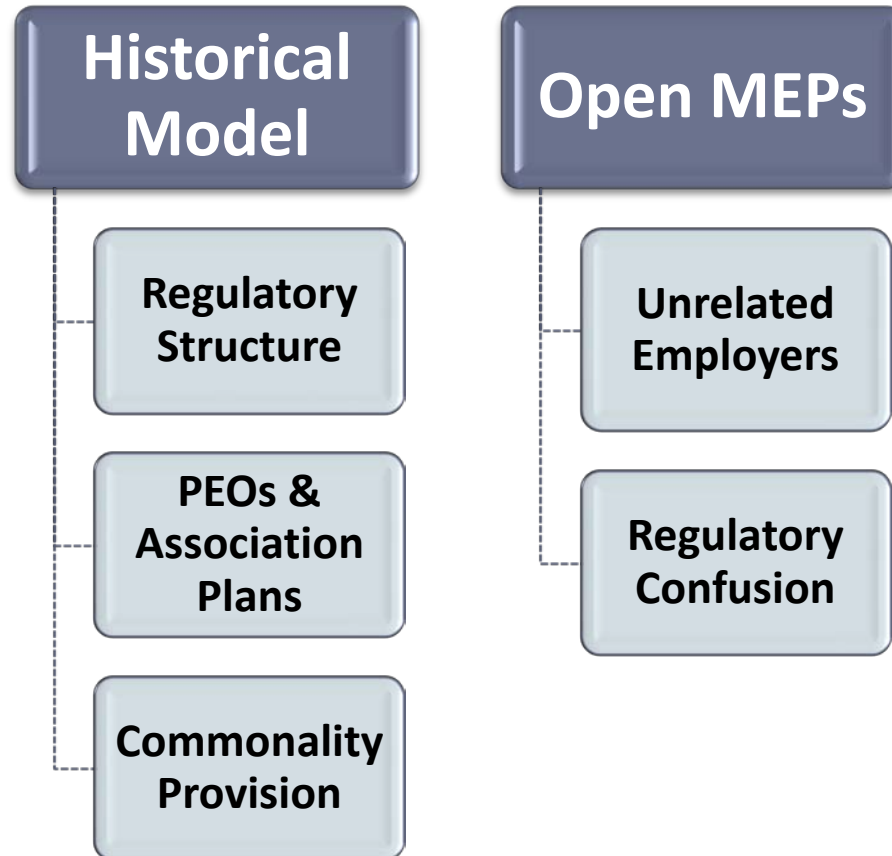 Historical
Model
Regulatory
Structure
PEOs &
Association
Plans
Commonality
Provision
Open MEPs
Unrelated
Employers
Regulatory
Confusion